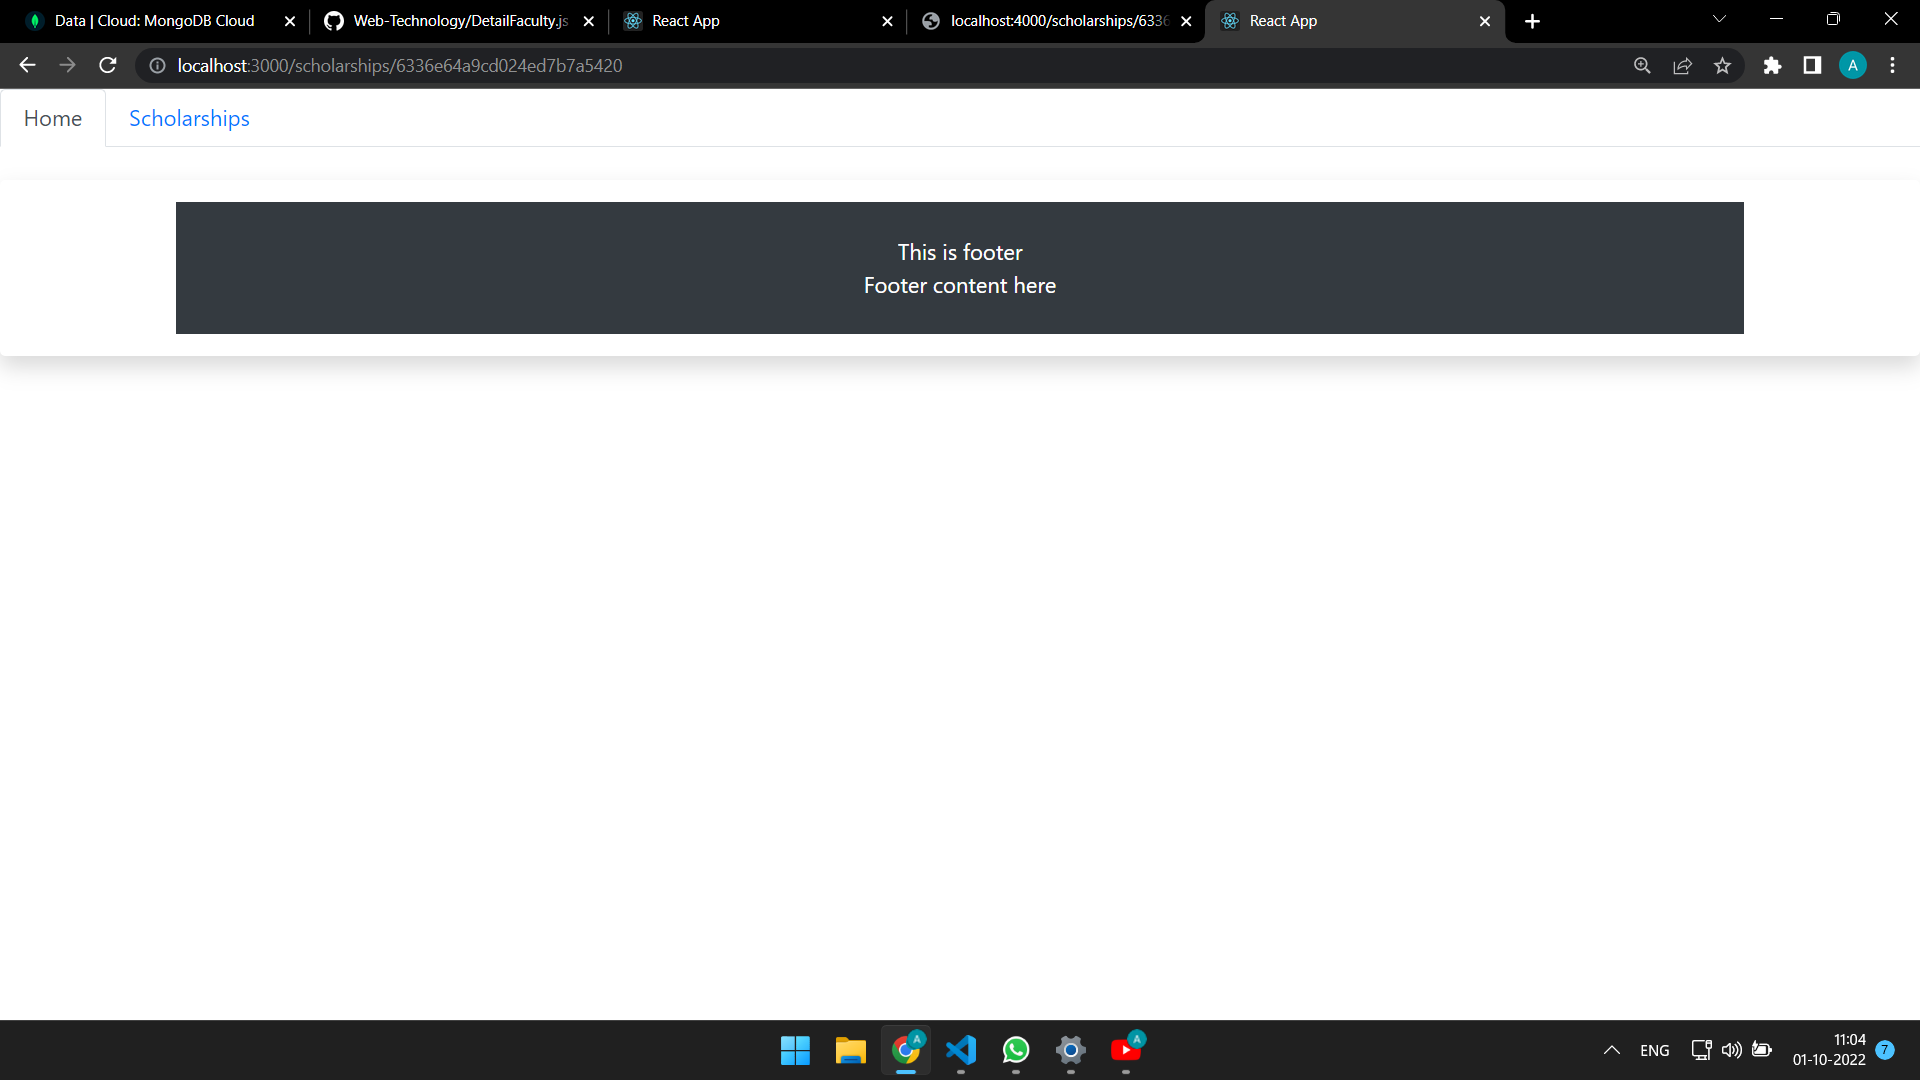 Data | Cloud: MongoDB Cloud
Web-Technology/DetailFaculty.js
React App
localhost:4000/scholarships/6336
React App
localhost:3000/scholarships/6336e64a9cd024ed7b7a5420
A
Home
Scholarships
This is footer
Footer content here
A
A
ENG
11:04
01-10-2022
7